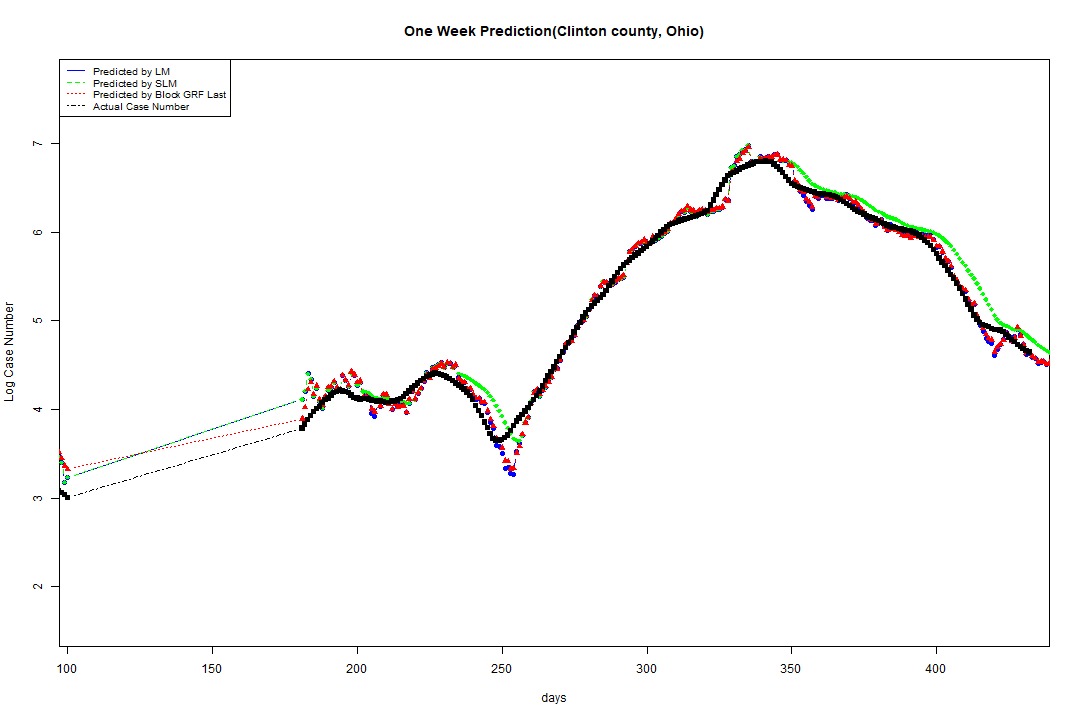 One Week Prediction(Clinton county, Ohio)
Predicted by LM
Predicted by SLM
Predicted by Block GRF Last
Actual Case Number
7
6
5
4
3
2
Log Case Number
100 150 200 250 300 350 400
days